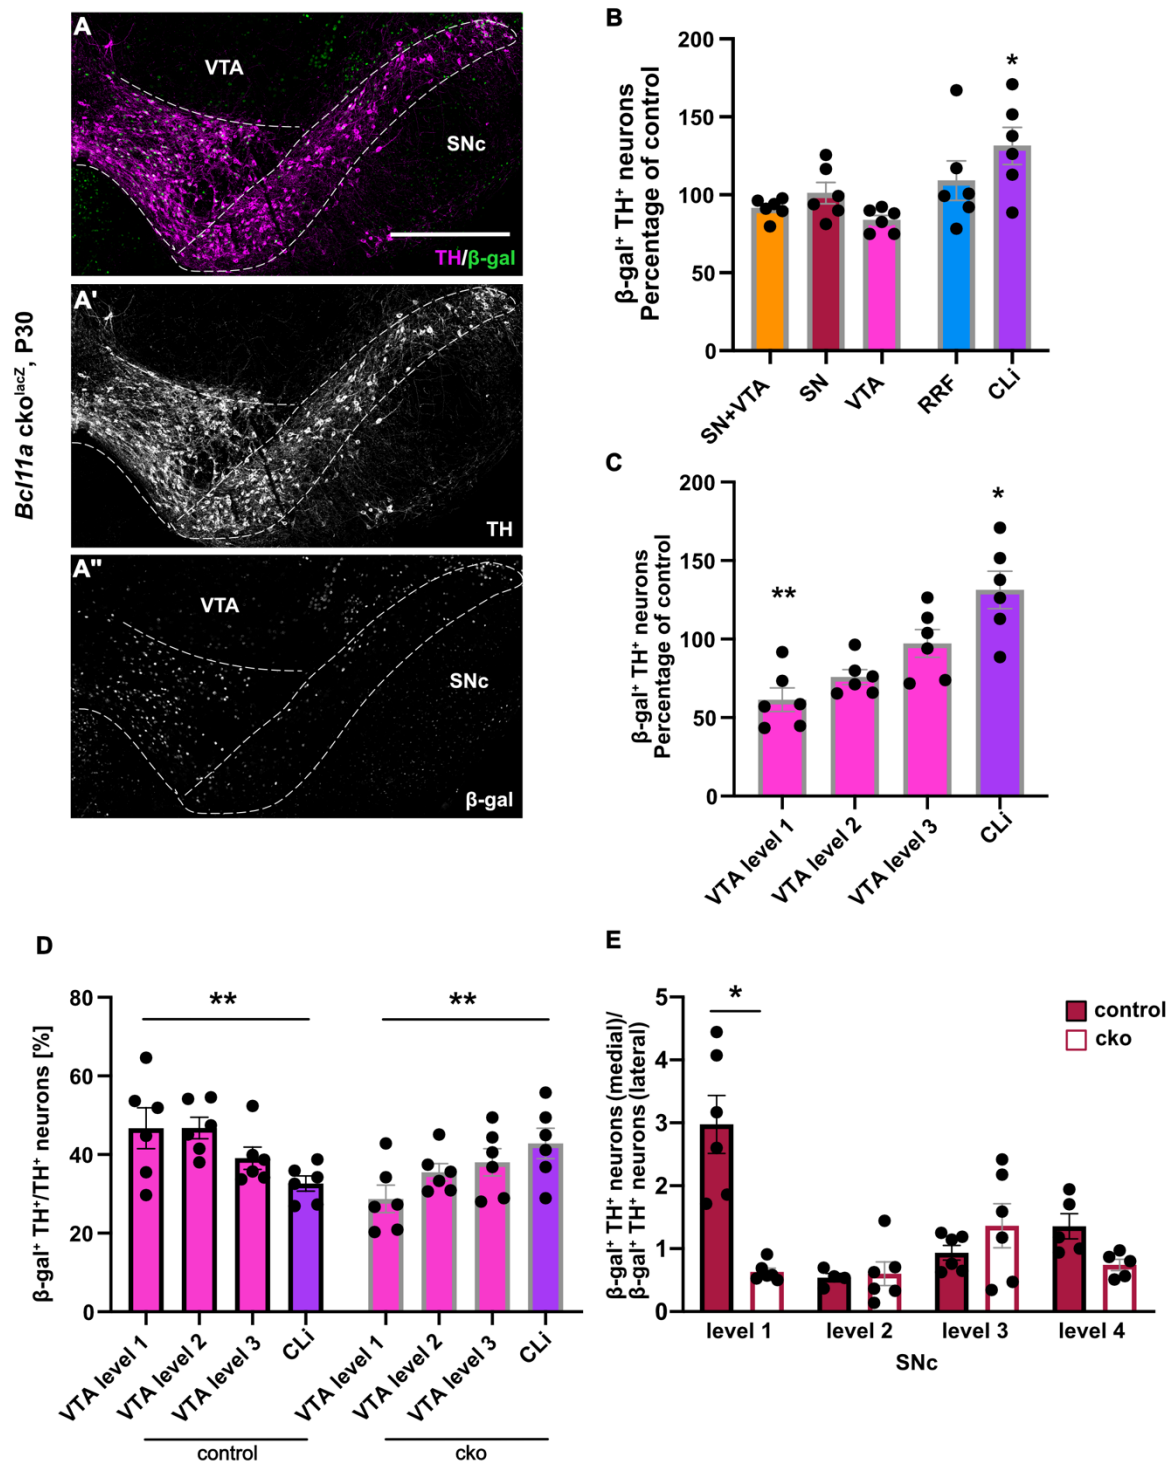 Bcl11a cko^lacZ, P30
A
VTA
SNc
TH/β-gal
A'
TH
A"
VTA
SNc
β-gal
B
β-gal⁺ TH⁺ neurons
Percentage of control
200
150
100
50
0
*
SN+VTA
SN
VTA
RRF
CLi
C
β-gal⁺ TH⁺ neurons
Percentage of control
200
150
100
50
0
**
*
VTA level 1
VTA level 2
VTA level 3
CLi
D
β-gal⁺ TH⁺/TH⁺ neurons [%]
80
60
40
20
0
**
**
VTA level 1
VTA level 2
VTA level 3
CLi
VTA level 1
VTA level 2
VTA level 3
CLi
control
cko
E
β-gal⁺ TH⁺ neurons (medial)/
β-gal⁺ TH⁺ neurons (lateral)
5
4
3
2
1
0
*
control
cko
level 1
level 2
level 3
level 4
SNc